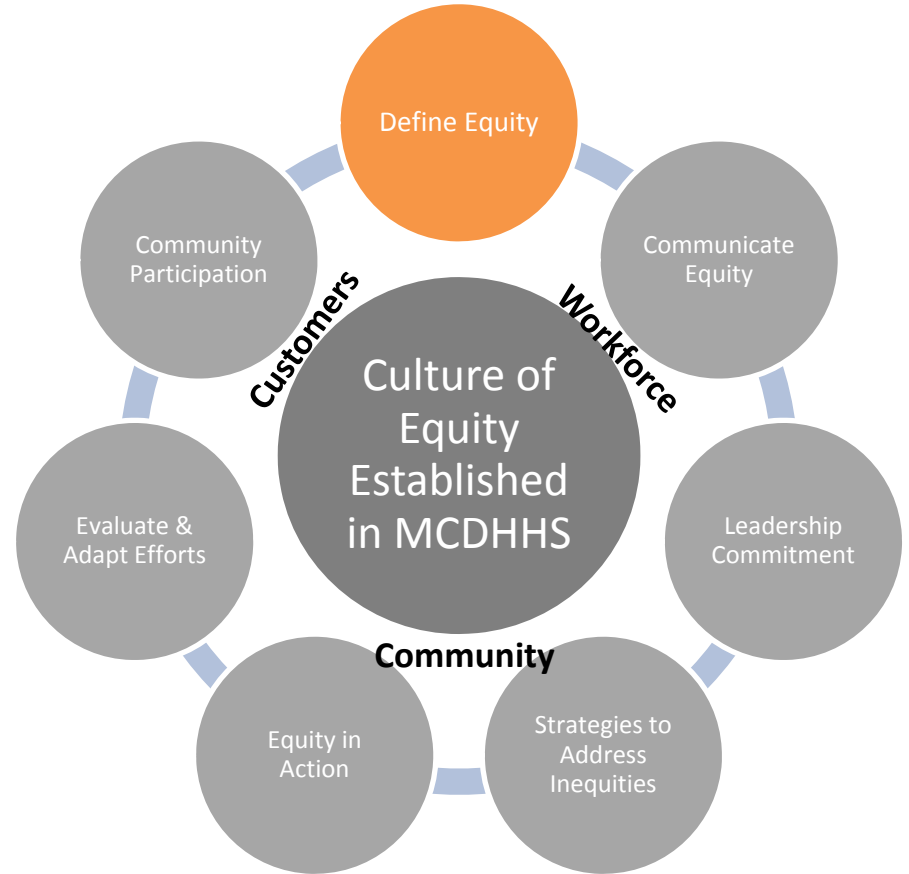 Define Equity
Communicate
Equity
Leadership
Commitment
Strategies to
Address
Inequities
Equity in
Action
Evaluate &
Adapt Efforts
Community
Participation
Customers
Workforce
Community
Culture of
Equity
Established
in MCDHHS